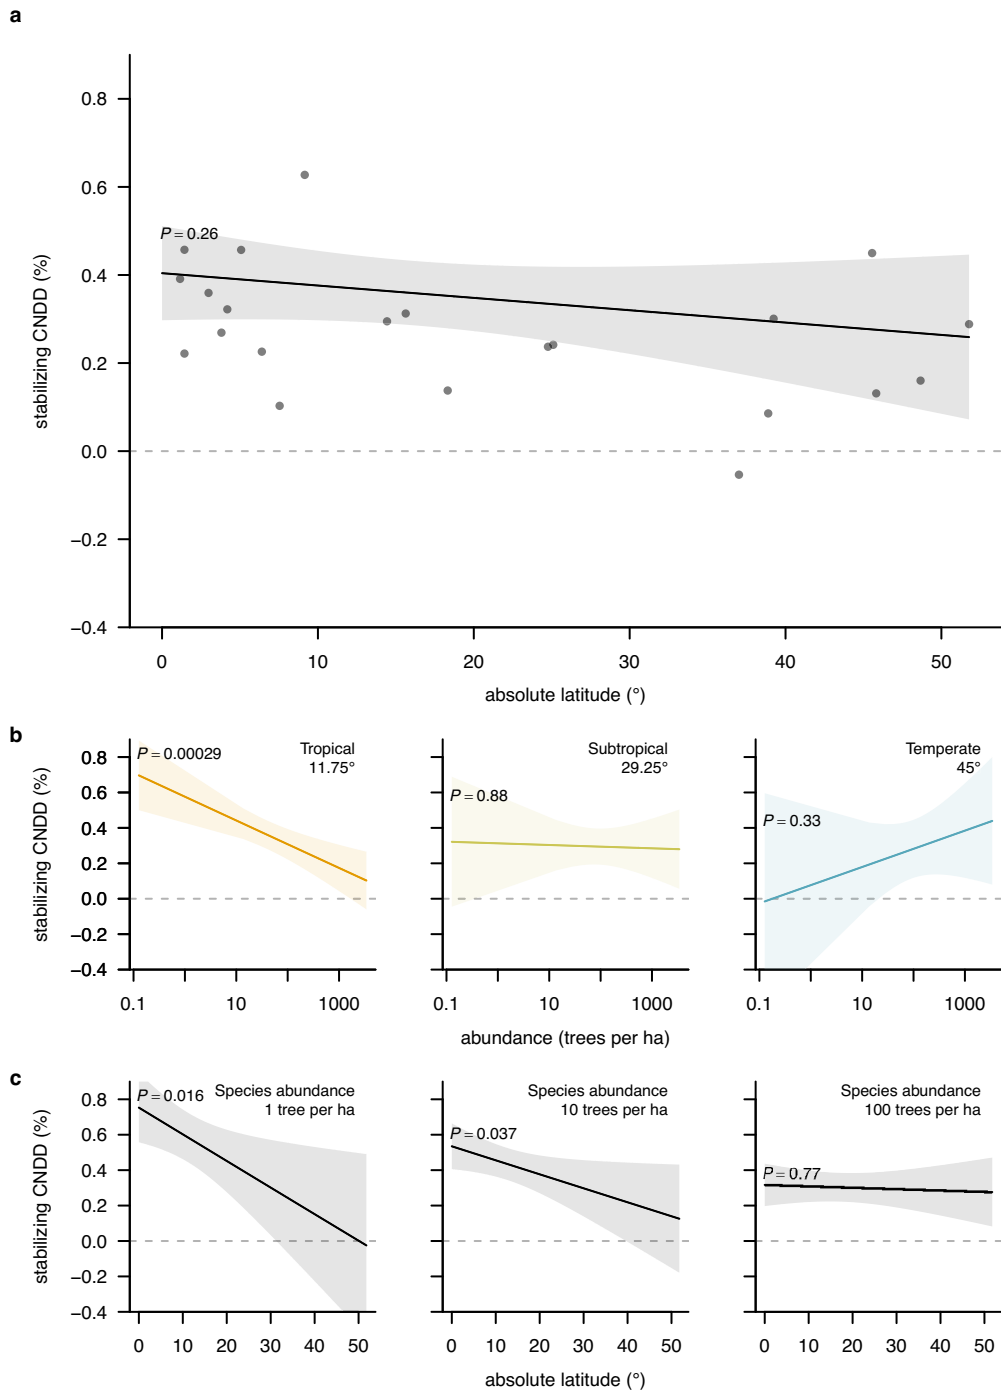 a
0.8
0.6
0.4
0.2
0.0
−0.2
−0.4
stabilizing CNDD (%)
P = 0.26
0 10 20 30 40 50
absolute latitude (°)
b
0.8
0.6
0.4
0.2
0.0
−0.2
−0.4
stabilizing CNDD (%)
P = 0.00029
Tropical
11.75°
P = 0.88
Subtropical
29.25°
P = 0.33
Temperate
45°
0.1 10 1000
0.1 10 1000
0.1 10 1000
abundance (trees per ha)
c
0.8
0.6
0.4
0.2
0.0
−0.2
−0.4
stabilizing CNDD (%)
P = 0.016
Species abundance
1 tree per ha
P = 0.037
Species abundance
10 trees per ha
P = 0.77
Species abundance
100 trees per ha
0 10 20 30 40 50
0 10 20 30 40 50
0 10 20 30 40 50
absolute latitude (°)